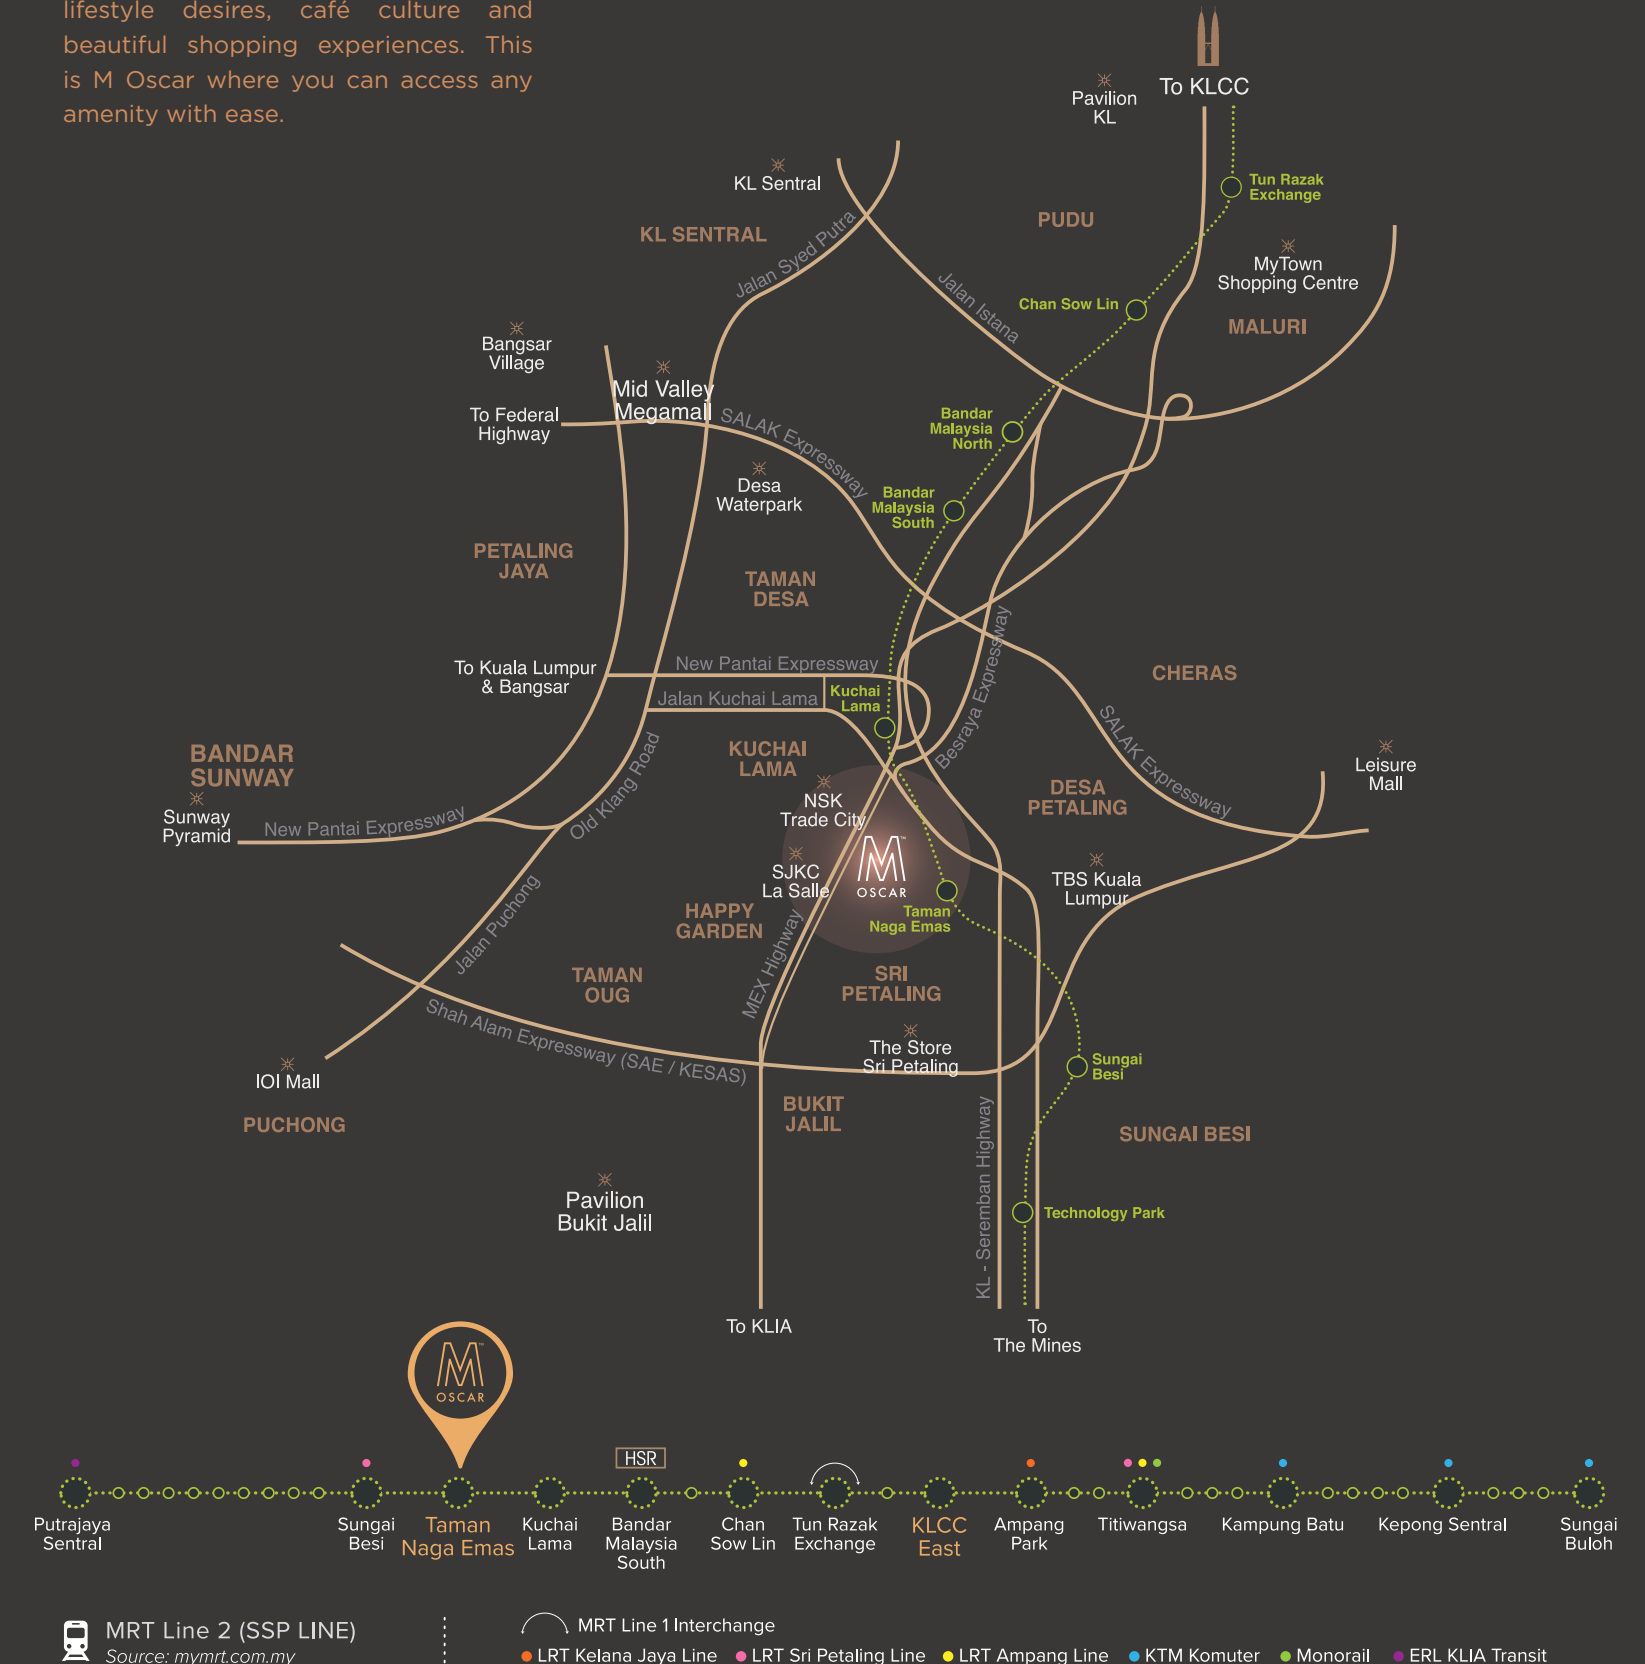 lifestyle desires, café culture and
beautiful shopping experiences. This
is M Oscar where you can access any
amenity with ease.
To KLCC
Pavilion
KL
KL Sentral
KL SENTRAL
Jalan Syed Putra
PUDU
Tun Razak
Exchange
MyTown
Shopping Centre
MALURI
Chan Sow Lin
Jalan Istana
Bangsar
Village
Mid Valley
Megamall
To Federal
Highway
SALAK Expressway
Bandar
Malaysia
North
Desa
Waterpark
Bandar
Malaysia
South
PETALING
JAYA
TAMAN
DESA
To Kuala Lumpur
& Bangsar
New Pantai Expressway
Jalan Kuchai Lama
Kuchai
Lama
Besraya Expressway
CHERAS
SALAK Expressway
BANDAR
SUNWAY
Sunway
Pyramid
New Pantai Expressway
Old Klang Road
KUCHAI
LAMA
NSK
Trade City
DESA
PETALING
Leisure
Mall
SJKC
La Salle
M
™
OSCAR
TBS Kuala
Lumpur
Taman
Naga Emas
HAPPY
GARDEN
Jalan Puchong
MEX Highway
TAMAN
OUG
SRI
PETALING
Shah Alam Expressway (SAE / KESAS)
The Store
Sri Petaling
Sungai
Besi
IOI Mall
PUCHONG
BUKIT
JALIL
SUNGAI BESI
KL - Seremban Highway
Pavilion
Bukit Jalil
Technology Park
To KLIA
To
The Mines
M
™
OSCAR
HSR
Putrajaya
Sentral
Sungai
Besi
Taman
Naga Emas
Kuchai
Lama
Bandar
Malaysia
South
Chan
Sow Lin
Tun Razak
Exchange
KLCC
East
Ampang
Park
Titiwangsa
Kampung Batu
Kepong Sentral
Sungai
Buloh
MRT Line 2 (SSP LINE)
Source: mymrt.com.my
MRT Line 1 Interchange
LRT Kelana Jaya Line
LRT Sri Petaling Line
LRT Ampang Line
KTM Komuter
Monorail
ERL KLIA Transit